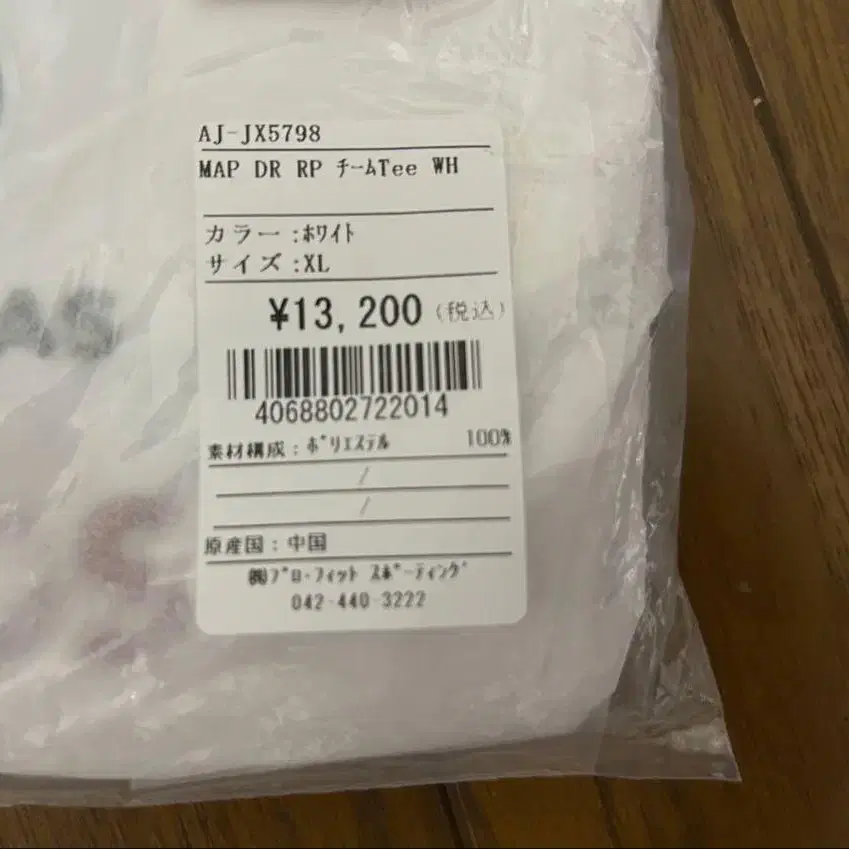 AJ-JX5798
MAP DR RP ﾁｰﾑTee WH
カラー :ﾎﾜｲﾄ
サイズ :XL
¥13,200 (税込)
4068802722014
素材構成 : ﾎﾟﾘｴｽﾃﾙ 100%
/
/
原産国 : 中国
㈱ﾌﾟﾛ･ﾌｨｯﾄ ｽﾎﾟｰﾃｨﾝｸﾞ
042-440-3222
AS